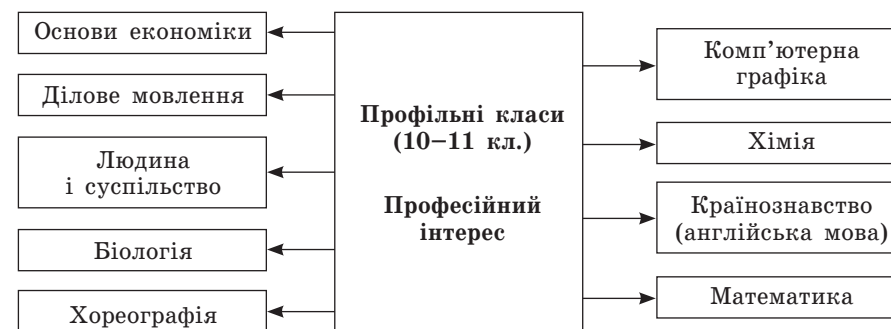 Основи економіки
Ділове мовлення
Людина
і суспільство
Біологія
Хореографія
Профільні класи
(10–11 кл.)
Професійний
інтерес
Комп’ютерна
графіка
Хімія
Країнознавство
(англійська мова)
Математика